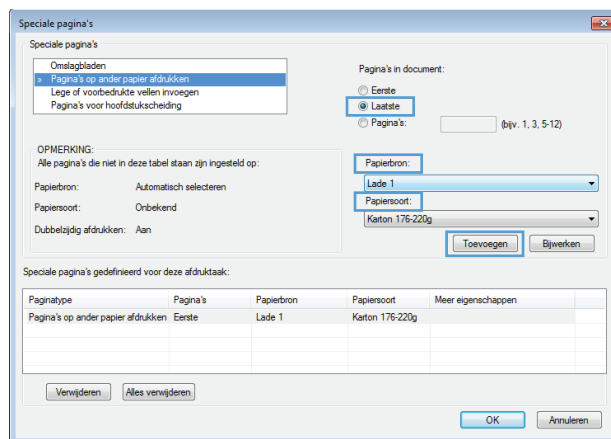 Speciale pagina's
Speciale pagina's
Omslagbladen
» Pagina's op ander papier afdrukken
Lege of voorbedrukte vellen invoegen
Pagina's voor hoofdstukscheiding
Pagina's in document:
Eerste
Laatste
Pagina's: (bijv. 1, 3, 5-12)
OPMERKING:
Alle pagina's die niet in deze tabel staan zijn ingesteld op:
Papierbron: Automatisch selecteren
Papiersoort: Onbekend
Dubbelzijdig afdrukken: Aan
Papierbron:
Lade 1
Papiersoort:
Karton 176-220g
Toevoegen Bijwerken
Speciale pagina's gedefinieerd voor deze afdruktaak:
Paginatype Pagina's Papierbron Papiersoort Meer eigenschappen
Pagina's op ander papier afdrukken Eerste Lade 1 Karton 176-220g
Verwijderen Alles verwijderen
OK Annuleren